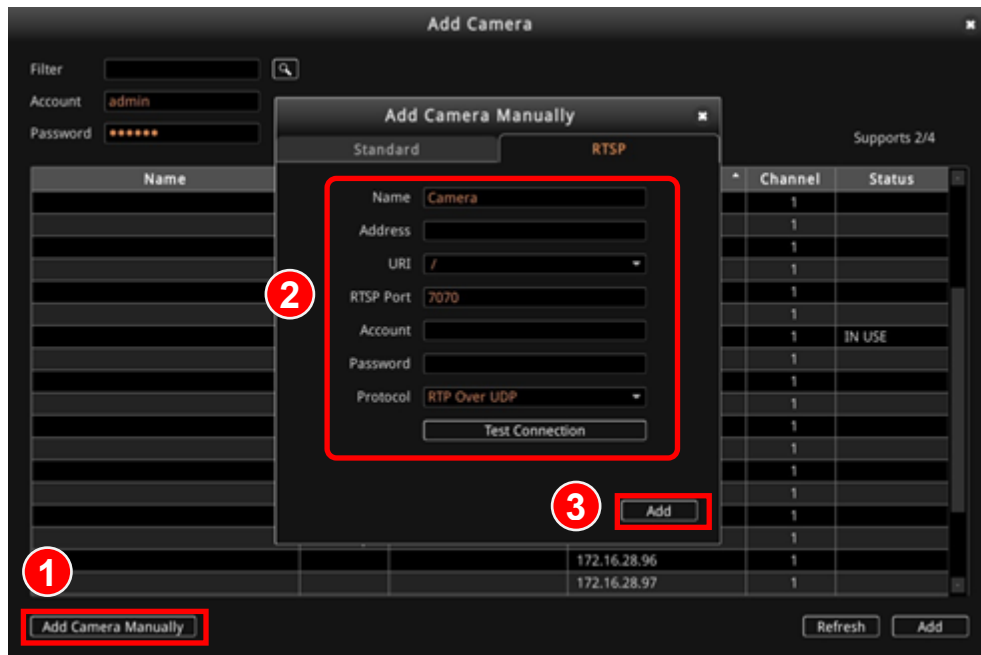 Add Camera
Filter
Account admin
Password ••••••
Supports 2/4
Add Camera Manually
Standard RTSP
Name Channel Status
Name Camera
Address
URI /
RTSP Port 7070
Account
Password
Protocol RTP Over UDP
Test Connection
Add
2
3
1
1
1
1
1
1
1
1 IN USE
1
1
1
1
1
1
1
1
1
172.16.28.96 1
172.16.28.97 1
Add Camera Manually Refresh Add